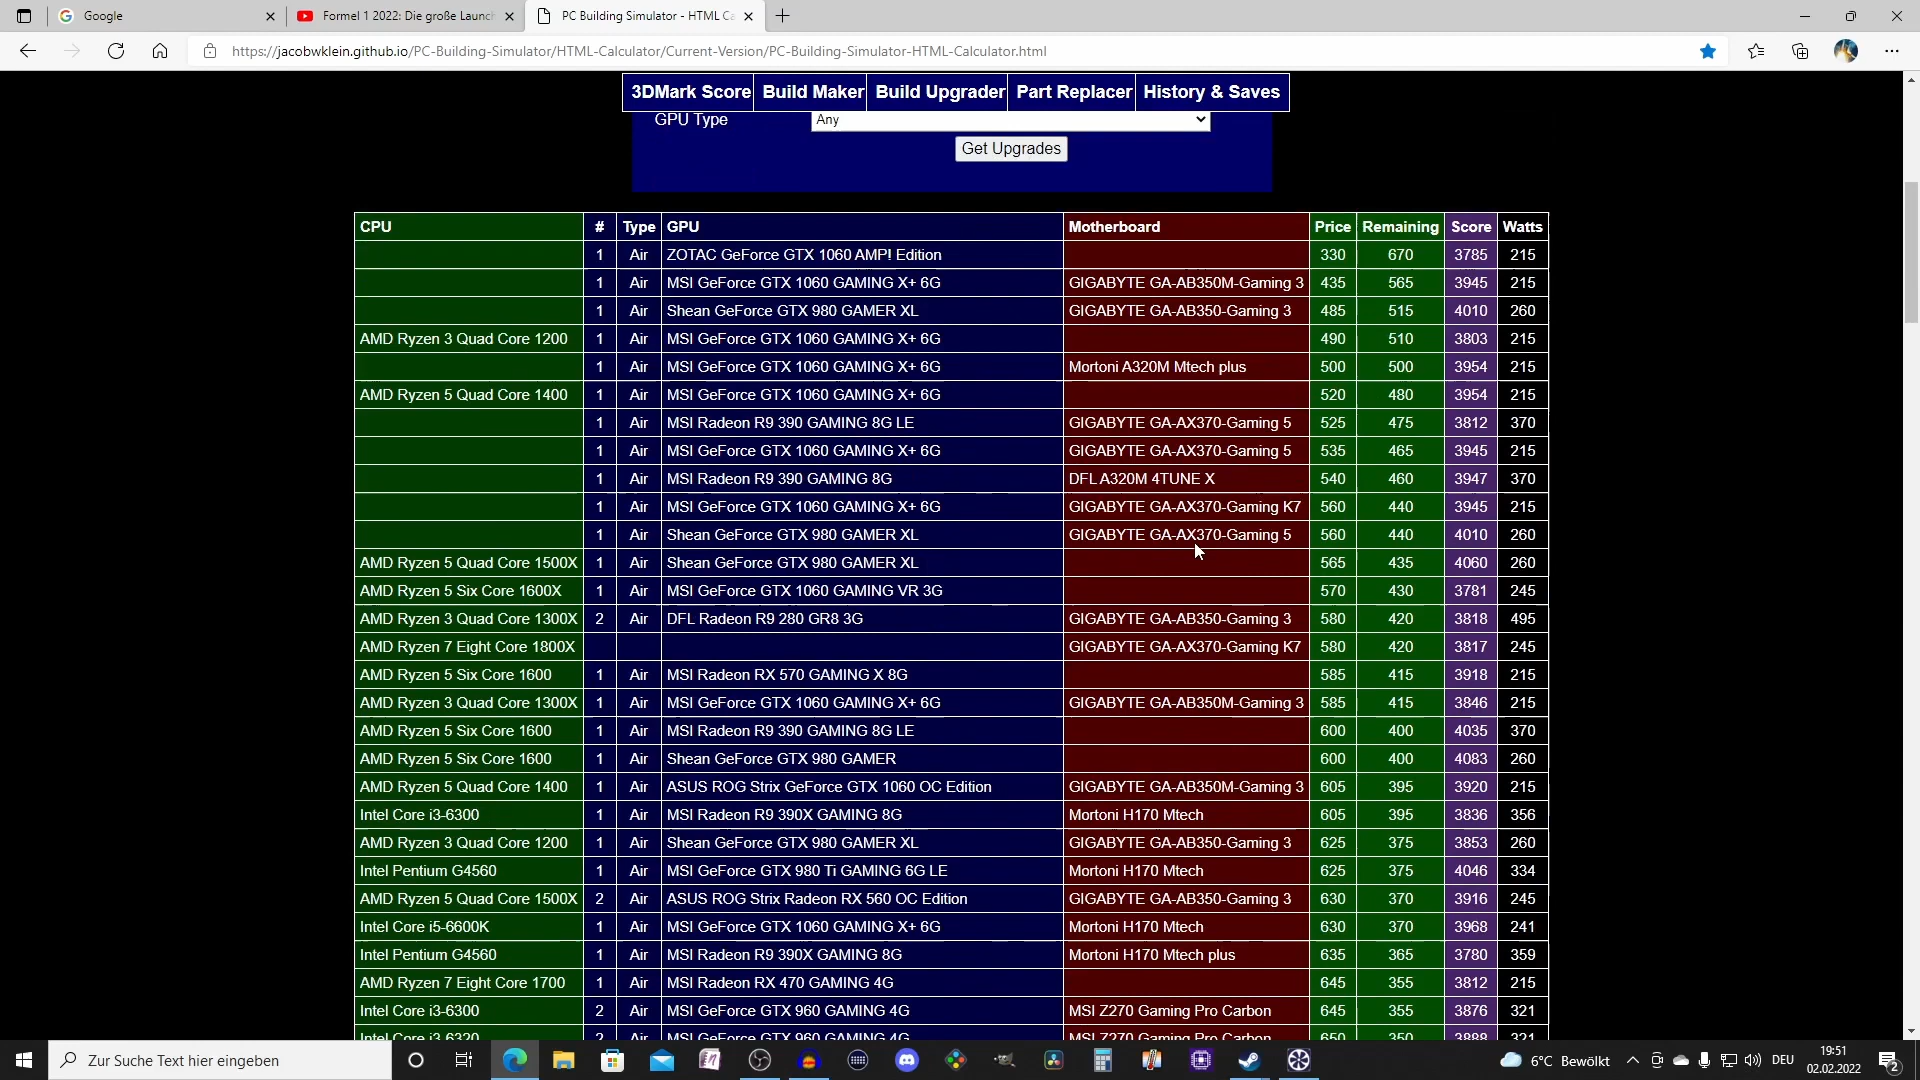 Google
Formel 1 2022: Die große Launch
PC Building Simulator - HTML Ca
https://jacobwklein.github.io/PC-Building-Simulator/HTML-Calculator/Current-Version/PC-Building-Simulator-HTML-Calculator.html
3DMark Score Build Maker Build Upgrader Part Replacer History & Saves
GPU Type Any
Get Upgrades
CPU # Type GPU Motherboard Price Remaining Score Watts
1 Air ZOTAC GeForce GTX 1060 AMP! Edition 330 670 3785 215
1 Air MSI GeForce GTX 1060 GAMING X+ 6G GIGABYTE GA-AB350M-Gaming 3 435 565 3945 215
1 Air Shean GeForce GTX 980 GAMER XL GIGABYTE GA-AB350-Gaming 3 485 515 4010 260
AMD Ryzen 3 Quad Core 1200 1 Air MSI GeForce GTX 1060 GAMING X+ 6G 490 510 3803 215
1 Air MSI GeForce GTX 1060 GAMING X+ 6G Mortoni A320M Mtech plus 500 500 3954 215
AMD Ryzen 5 Quad Core 1400 1 Air MSI GeForce GTX 1060 GAMING X+ 6G 520 480 3954 215
1 Air MSI Radeon R9 390 GAMING 8G LE GIGABYTE GA-AX370-Gaming 5 525 475 3812 370
1 Air MSI GeForce GTX 1060 GAMING X+ 6G GIGABYTE GA-AX370-Gaming 5 535 465 3945 215
1 Air MSI Radeon R9 390 GAMING 8G DFL A320M 4TUNE X 540 460 3947 370
1 Air MSI GeForce GTX 1060 GAMING X+ 6G GIGABYTE GA-AX370-Gaming K7 560 440 3945 215
1 Air Shean GeForce GTX 980 GAMER XL GIGABYTE GA-AX370-Gaming 5 560 440 4010 260
AMD Ryzen 5 Quad Core 1500X 1 Air Shean GeForce GTX 980 GAMER XL 565 435 4060 260
AMD Ryzen 5 Six Core 1600X 1 Air MSI GeForce GTX 1060 GAMING VR 3G 570 430 3781 245
AMD Ryzen 3 Quad Core 1300X 2 Air DFL Radeon R9 280 GR8 3G GIGABYTE GA-AB350-Gaming 3 580 420 3818 495
AMD Ryzen 7 Eight Core 1800X GIGABYTE GA-AX370-Gaming K7 580 420 3817 245
AMD Ryzen 5 Six Core 1600 1 Air MSI Radeon RX 570 GAMING X 8G 585 415 3918 215
AMD Ryzen 3 Quad Core 1300X 1 Air MSI GeForce GTX 1060 GAMING X+ 6G GIGABYTE GA-AB350M-Gaming 3 585 415 3846 215
AMD Ryzen 5 Six Core 1600 1 Air MSI Radeon R9 390 GAMING 8G LE 600 400 4035 370
AMD Ryzen 5 Six Core 1600 1 Air Shean GeForce GTX 980 GAMER 600 400 4083 260
AMD Ryzen 5 Quad Core 1400 1 Air ASUS ROG Strix GeForce GTX 1060 OC Edition GIGABYTE GA-AB350M-Gaming 3 605 395 3920 215
Intel Core i3-6300 1 Air MSI Radeon R9 390X GAMING 8G Mortoni H170 Mtech 605 395 3836 356
AMD Ryzen 3 Quad Core 1200 1 Air Shean GeForce GTX 980 GAMER XL GIGABYTE GA-AB350-Gaming 3 625 375 3853 260
Intel Pentium G4560 1 Air MSI GeForce GTX 980 Ti GAMING 6G LE Mortoni H170 Mtech 625 375 4046 334
AMD Ryzen 5 Quad Core 1500X 2 Air ASUS ROG Strix Radeon RX 560 OC Edition GIGABYTE GA-AB350-Gaming 3 630 370 3916 245
Intel Core i5-6600K 1 Air MSI GeForce GTX 1060 GAMING X+ 6G Mortoni H170 Mtech 630 370 3968 241
Intel Pentium G4560 1 Air MSI Radeon R9 390X GAMING 8G Mortoni H170 Mtech plus 635 365 3780 359
AMD Ryzen 7 Eight Core 1700 1 Air MSI Radeon RX 470 GAMING 4G 645 355 3812 215
Intel Core i3-6300 2 Air MSI GeForce GTX 960 GAMING 4G MSI Z270 Gaming Pro Carbon 645 355 3876 321
Intel Core i3-6320 2 Air MSI GeForce GTX 960 GAMING 4G MSI Z270 Gaming Pro Carbon 650 350 3888 321
Zur Suche Text hier eingeben
6°C Bewölkt
DEU
19:51
02.02.2022
2